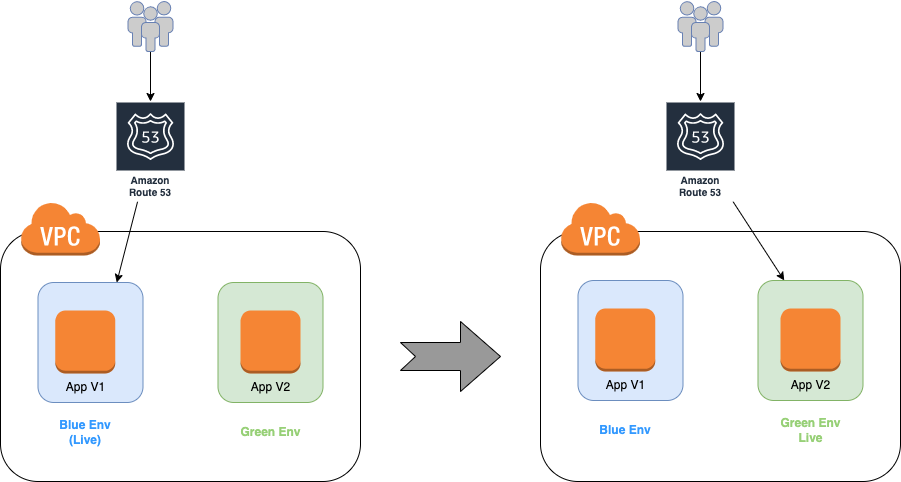 53
Amazon
Route 53
VPC
App V1
App V2
Blue Env
(Live)
Green Env
53
Amazon
Route 53
VPC
App V1
App V2
Blue Env
Green Env
Live